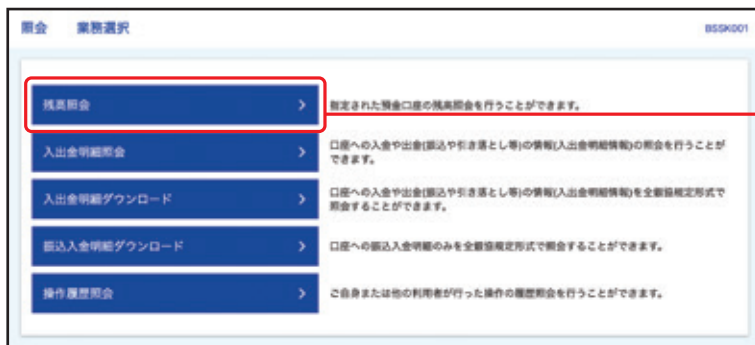 照会 業務選択 BSSK001
残高照会 指定された預金口座の残高照会を行うことができます。
入出金明細照会 口座への入金や出金(振込や引き落とし等)の情報(入出金明細情報)の照会を行うことが
できます。
入出金明細ダウンロード 口座への入金や出金(振込や引き落とし等)の情報(入出金明細情報)を全銀協規定形式で
照会することができます。
振込入金明細ダウンロード 口座への振込入金明細のみを全銀協規定形式で照会することができます。
操作履歴照会 ご自身または他の利用者が行った操作の履歴照会を行うことができます。